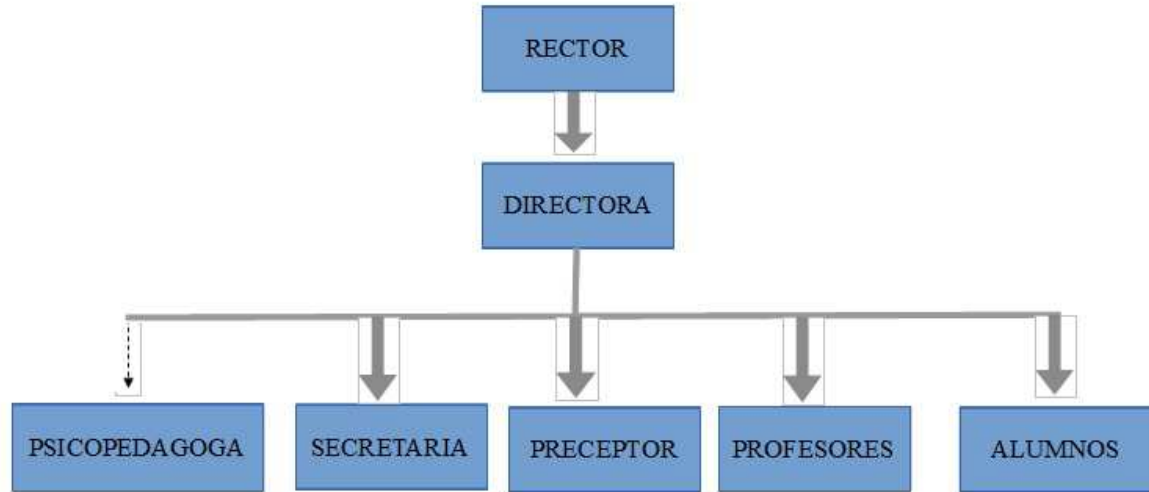 RECTOR
DIRECTORA
PSICOPEDAGOGA
SECRETARIA
PRECEPTOR
PROFESORES
ALUMNOS